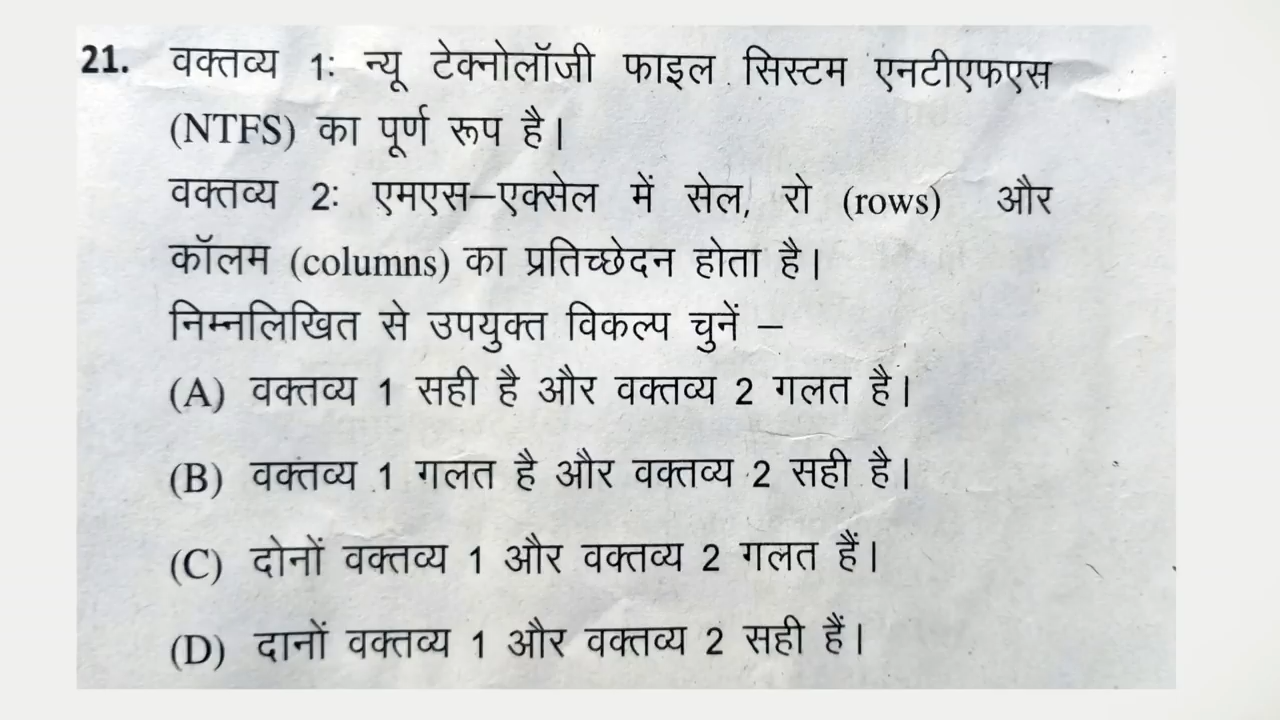 21. वक्तव्य 1: न्यू टेक्नोलॉजी फाइल सिस्टम एनटीएफएस
(NTFS) का पूर्ण रूप है।
वक्तव्य 2: एमएस–एक्सेल में सेल, रो (rows) और
कॉलम (columns) का प्रतिच्छेदन होता है।
निम्नलिखित से उपयुक्त विकल्प चुनें –
(A) वक्तव्य 1 सही है और वक्तव्य 2 गलत है।
(B) वक्तव्य 1 गलत है और वक्तव्य 2 सही है।
(C) दोनों वक्तव्य 1 और वक्तव्य 2 गलत हैं।
(D) दानों वक्तव्य 1 और वक्तव्य 2 सही हैं।